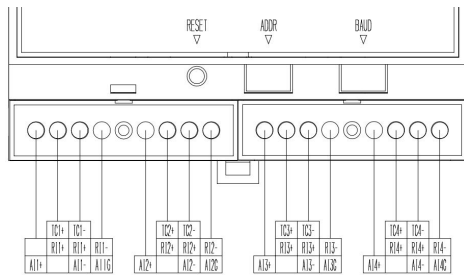 RESET ADDR BAUD
TC1+ TC1- TC2+ TC2- TC3+ TC3- TC4+ TC4-
RI1+ RI1+ RI1- RI2+ RI2+ RI2- RI3+ RI3+ RI3- RI4+ RI4+ RI4-
AI1+ AI1- AI1G AI2+ AI2- AI2G AI3+ AI3- AI3G AI4+ AI4- AI4G